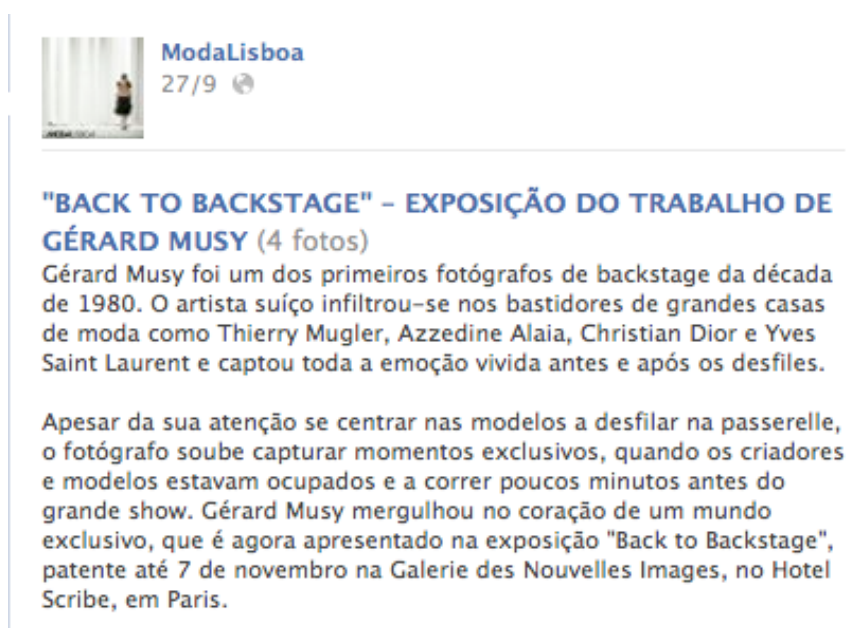 ModaLisboa
27/9
"BACK TO BACKSTAGE" – EXPOSIÇÃO DO TRABALHO DE
GÉRARD MUSY (4 fotos)
Gérard Musy foi um dos primeiros fotógrafos de backstage da década
de 1980. O artista suíço infiltrou-se nos bastidores de grandes casas
de moda como Thierry Mugler, Azzedine Alaia, Christian Dior e Yves
Saint Laurent e captou toda a emoção vivida antes e após os desfiles.
Apesar da sua atenção se centrar nas modelos a desfilar na passerelle,
o fotógrafo soube capturar momentos exclusivos, quando os criadores
e modelos estavam ocupados e a correr poucos minutos antes do
grande show. Gérard Musy mergulhou no coração de um mundo
exclusivo, que é agora apresentado na exposição "Back to Backstage",
patente até 7 de novembro na Galerie des Nouvelles Images, no Hotel
Scribe, em Paris.